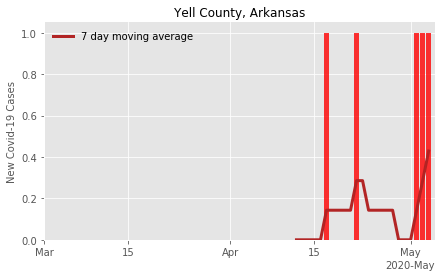 Yell County, Arkansas
7 day moving average
New Covid-19 Cases
1.0
0.8
0.6
0.4
0.2
0.0
Mar 15 Apr 15 May
2020-May